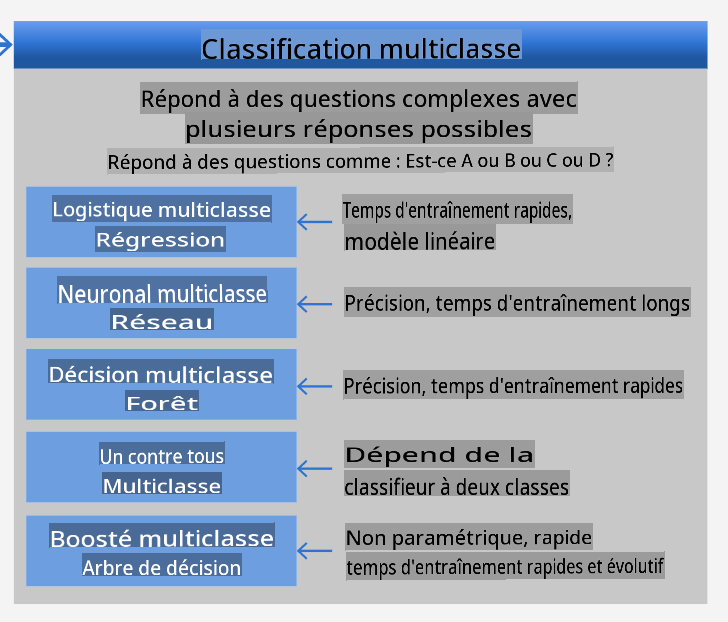 Classification multiclasse
Répond à des questions complexes avec
plusieurs réponses possibles
Répond à des questions comme : Est-ce A ou B ou C ou D ?
Logistique multiclasse
Régression
Temps d'entraînement rapides,
modèle linéaire
Neuronal multiclasse
Réseau
Précision, temps d'entraînement longs
Décision multiclasse
Forêt
Précision, temps d'entraînement rapides
Un contre tous
Multiclasse
Dépend de la
classifieur à deux classes
Boosté multiclasse
Arbre de décision
Non paramétrique, rapide
temps d'entraînement rapides et évolutif